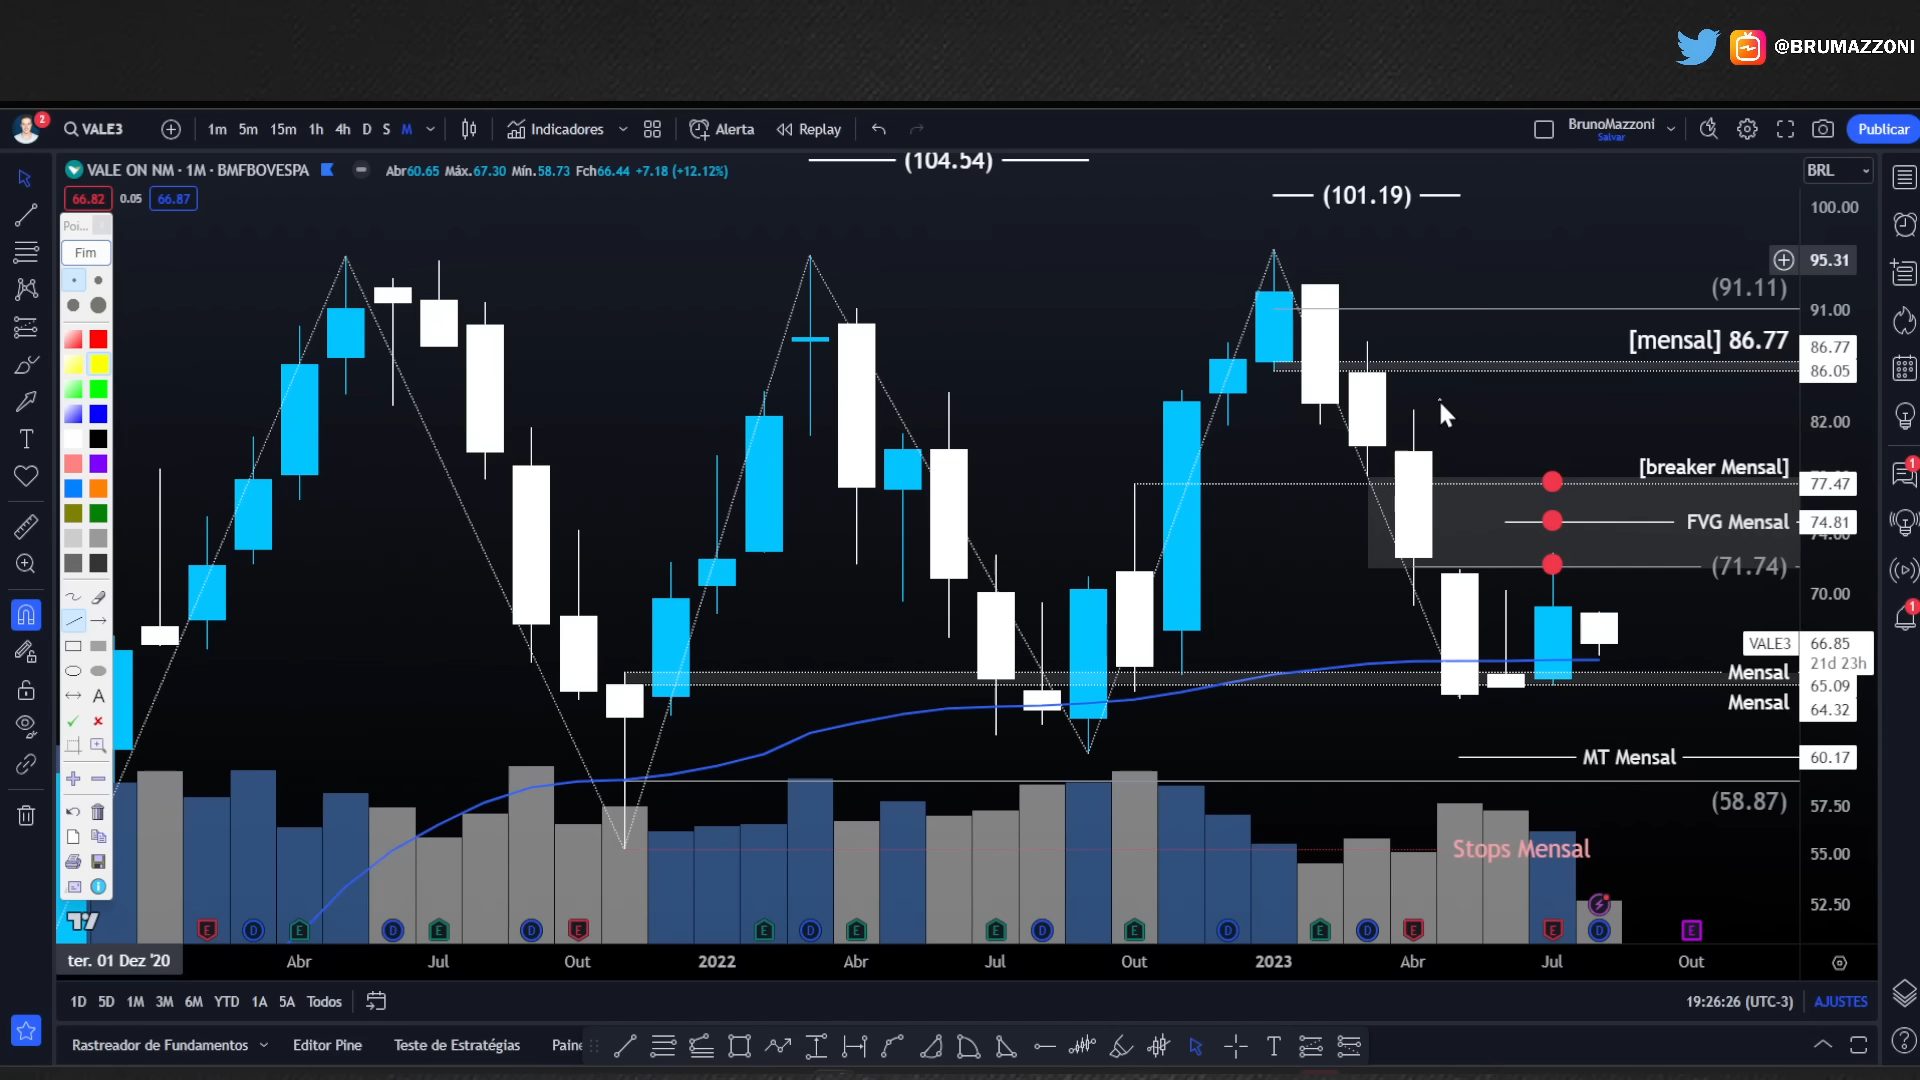 @BRUMAZZONI
2
VALE3
1m 5m 15m 1h 4h D S M
Indicadores
Alerta
Replay
BrunoMazzoni
Salvar
Publicar
VALE ON NM · 1M · BMFBOVESPA
Abr60.65 Máx.67.30 Mín.58.73 Fch66.44 +7.18 (+12.12%)
66.82 0.05 66.87
BRL
Poi...
Fim
A
(104.54)
(101.19)
100.00
95.31
(91.11)
91.00
[mensal] 86.77
86.77
86.05
82.00
[breaker Mensal]
77.47
FVG Mensal
74.81
(71.74)
70.00
VALE3 66.85
21d 23h
Mensal
65.09
Mensal
64.32
MT Mensal
60.17
(58.87)
57.50
Stops Mensal
55.00
52.50
1
1
E D E D E D E E D E E D E D E D E E D E
ter. 01 Dez '20
Abr Jul Out 2022 Abr Jul Out 2023 Abr Jul Out
1D 5D 1M 3M 6M YTD 1A 5A Todos
19:26:26 (UTC-3)
AJUSTES
Rastreador de Fundamentos
Editor Pine
Teste de Estratégias
Paine
T